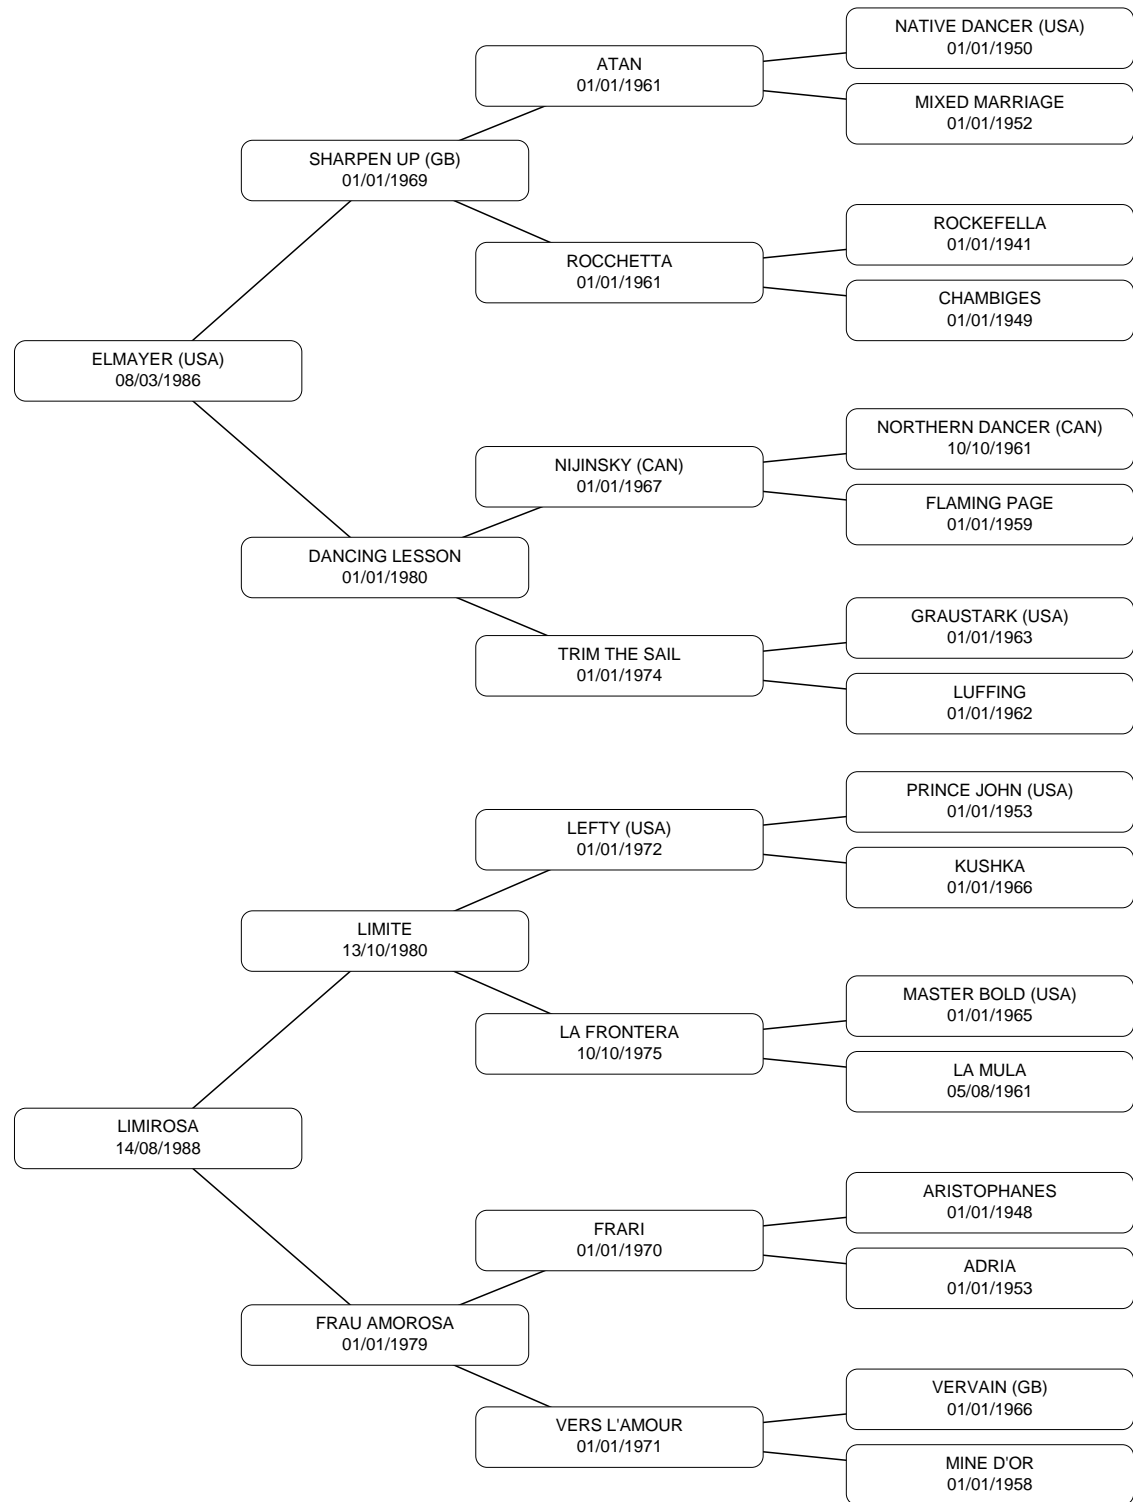 NATIVE DANCER (USA)
01/01/1950
ATAN
01/01/1961
MIXED MARRIAGE
01/01/1952
SHARPEN UP (GB)
01/01/1969
ROCKEFELLA
01/01/1941
ROCCHETTA
01/01/1961
CHAMBIGES
01/01/1949
ELMAYER (USA)
08/03/1986
NORTHERN DANCER (CAN)
10/10/1961
NIJINSKY (CAN)
01/01/1967
FLAMING PAGE
01/01/1959
DANCING LESSON
01/01/1980
GRAUSTARK (USA)
01/01/1963
TRIM THE SAIL
01/01/1974
LUFFING
01/01/1962
PRINCE JOHN (USA)
01/01/1953
LEFTY (USA)
01/01/1972
KUSHKA
01/01/1966
LIMITE
13/10/1980
MASTER BOLD (USA)
01/01/1965
LA FRONTERA
10/10/1975
LA MULA
05/08/1961
LIMIROSA
14/08/1988
ARISTOPHANES
01/01/1948
FRARI
01/01/1970
ADRIA
01/01/1953
FRAU AMOROSA
01/01/1979
VERVAIN (GB)
01/01/1966
VERS L'AMOUR
01/01/1971
MINE D'OR
01/01/1958